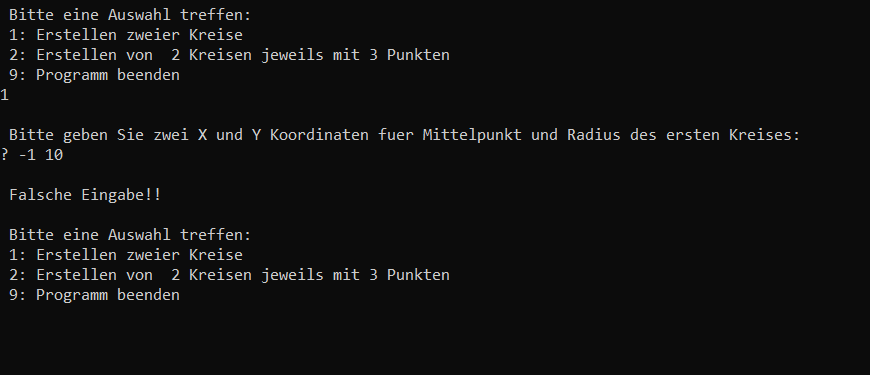 Bitte eine Auswahl treffen:
1: Erstellen zweier Kreise
2: Erstellen von  2 Kreisen jeweils mit 3 Punkten
9: Programm beenden
1
Bitte geben Sie zwei X und Y Koordinaten fuer Mittelpunkt und Radius des ersten Kreises:
? -1 10
Falsche Eingabe!!
Bitte eine Auswahl treffen:
1: Erstellen zweier Kreise
2: Erstellen von  2 Kreisen jeweils mit 3 Punkten
9: Programm beenden